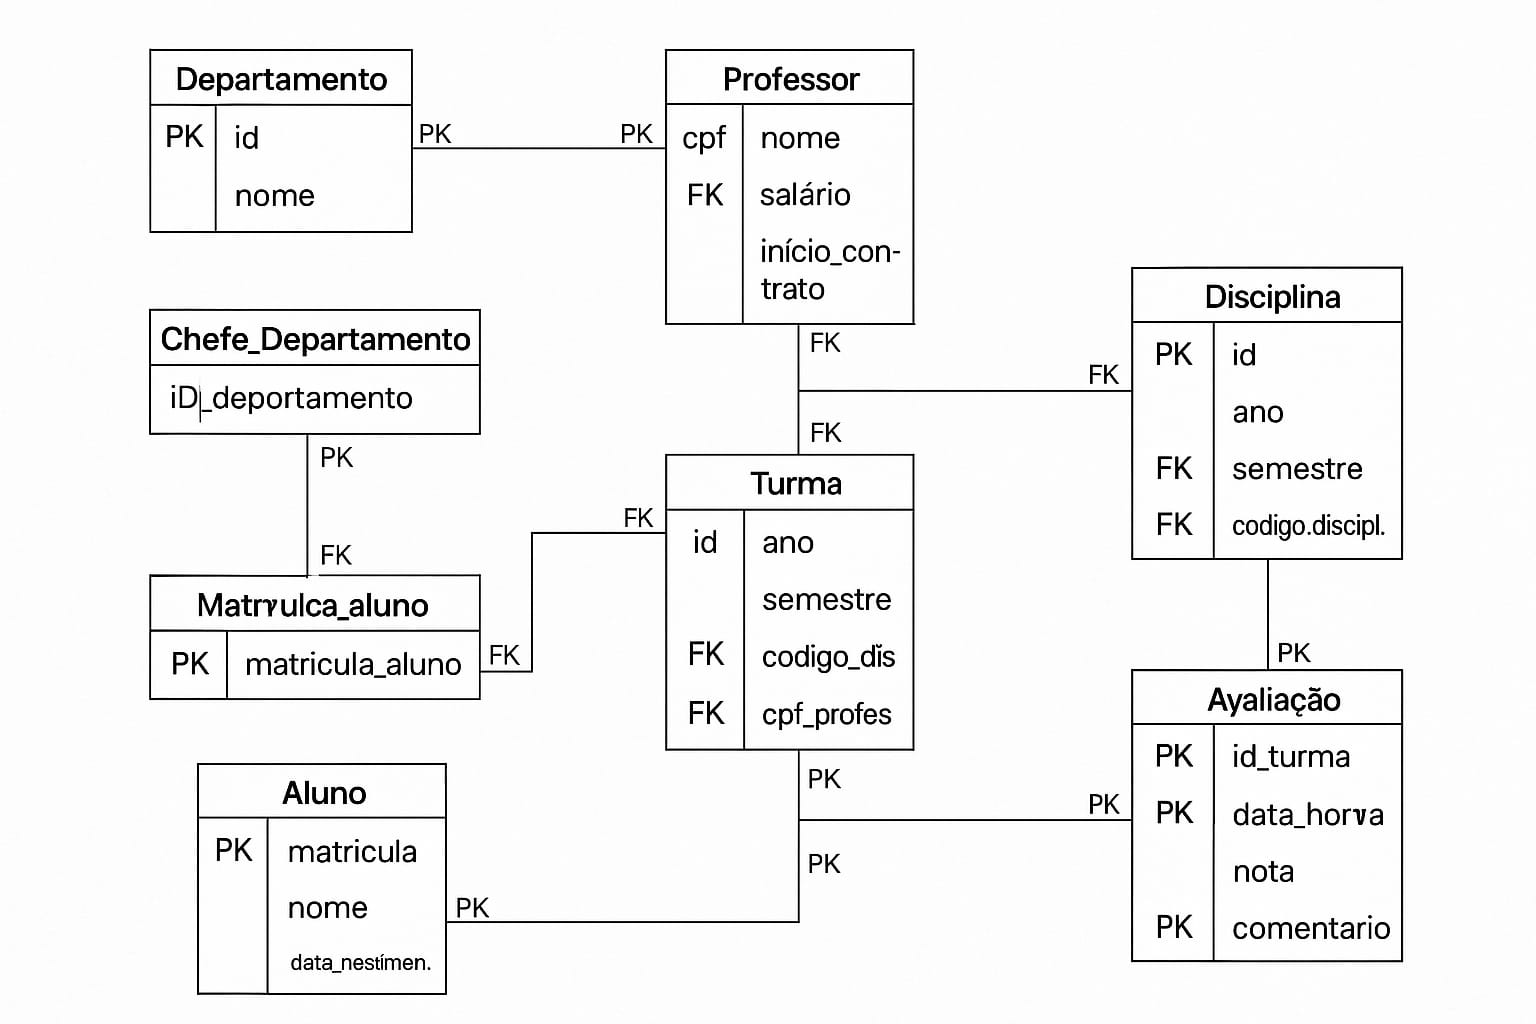 Departamento
PK id
nome
PK
PK
Professor
cpf nome
FK salário
início_con-
trato
FK
FK
FK
Disciplina
PK id
ano
FK semestre
FK codigo.discipl.
Chefe_Departamento
iD_deportamento
PK
FK
Matrvulca_aluno
PK matricula_aluno
FK
FK
Turma
id ano
semestre
FK codigo_dis
FK cpf_profes
PK
PK
PK
PK
Ayaliação
PK id_turma
PK data_horva
nota
PK comentario
Aluno
PK matricula
nome
data_nestímen.
PK